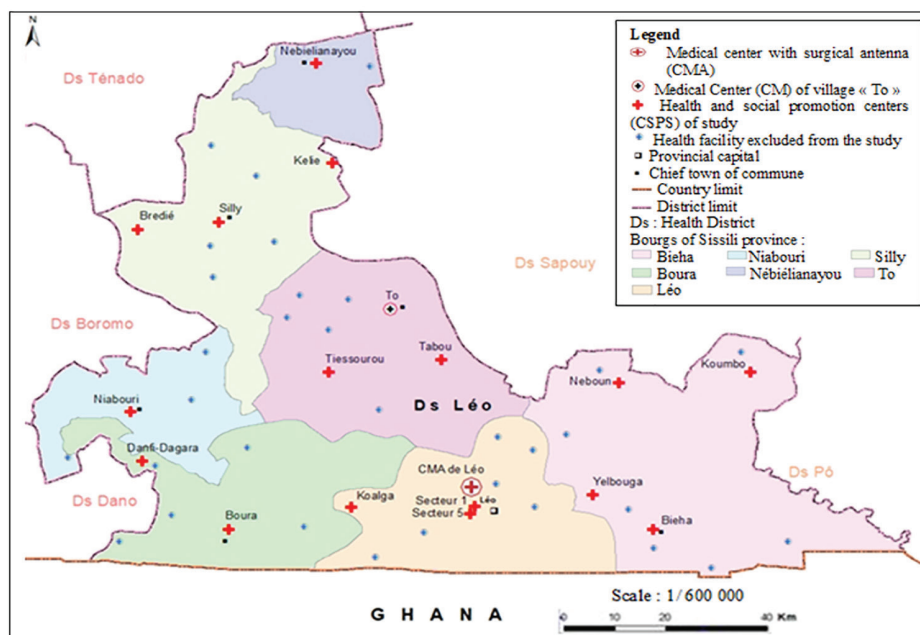 N
Nebielianayou
Ds Ténado
Kelie
Silly
Bredié
Ds Sapouy
Ds Boromo
To
Tabou
Tiessourou
Koumbo
Neboun
Niabouri
Ds Léo
Danfi-Dagara
CMA de Léo
Ds Pô
Ds Dano
Koalga
Secteur 1
Léo
Secteur 5
Yelbouga
Boura
Bieha
GHANA
Scale : 1/600 000
0 10 20 40 Km
Legend
Medical center with surgical antenna
(CMA)
Medical Center (CM) of village « To »
Health and social promotion centers
(CSPS) of study
Health facility excluded from the study
Provincial capital
Chief town of commune
Country limit
District limit
Ds : Health District
Bourgs of Sissili province :
Bieha Niabouri Silly
Boura Nébiélianayou To
Léo